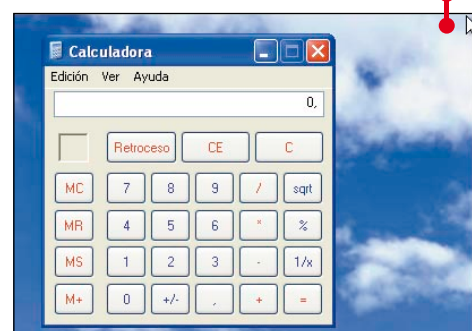 Calculadora
Edición Ver Ayuda
0,
Retroceso CE C
MC 7 8 9 / sqrt
MR 4 5 6 * %
MS 1 2 3 - 1/x
M+ 0 +/- , + =